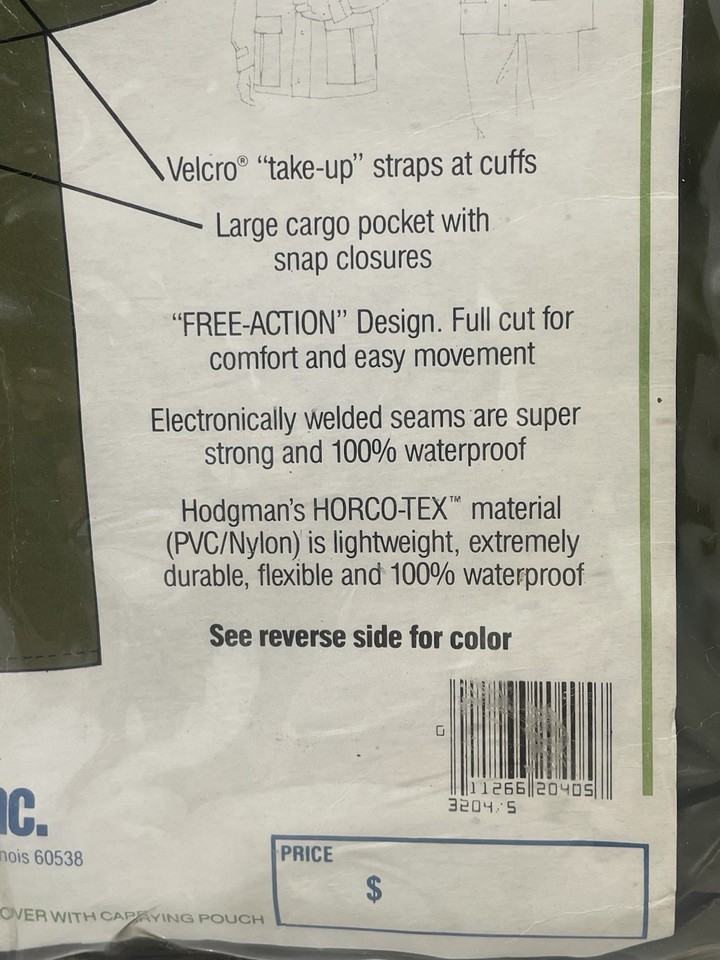 Velcro® “take-up” straps at cuffs
Large cargo pocket with
snap closures
“FREE-ACTION” Design. Full cut for
comfort and easy movement
Electronically welded seams are super
strong and 100% waterproof
Hodgman’s HORCO-TEX™ material
(PVC/Nylon) is lightweight, extremely
durable, flexible and 100% waterproof
See reverse side for color
0
11266 20405
3204 5
nc.
nois 60538
PRICE
$
OVER WITH CARRYING POUCH